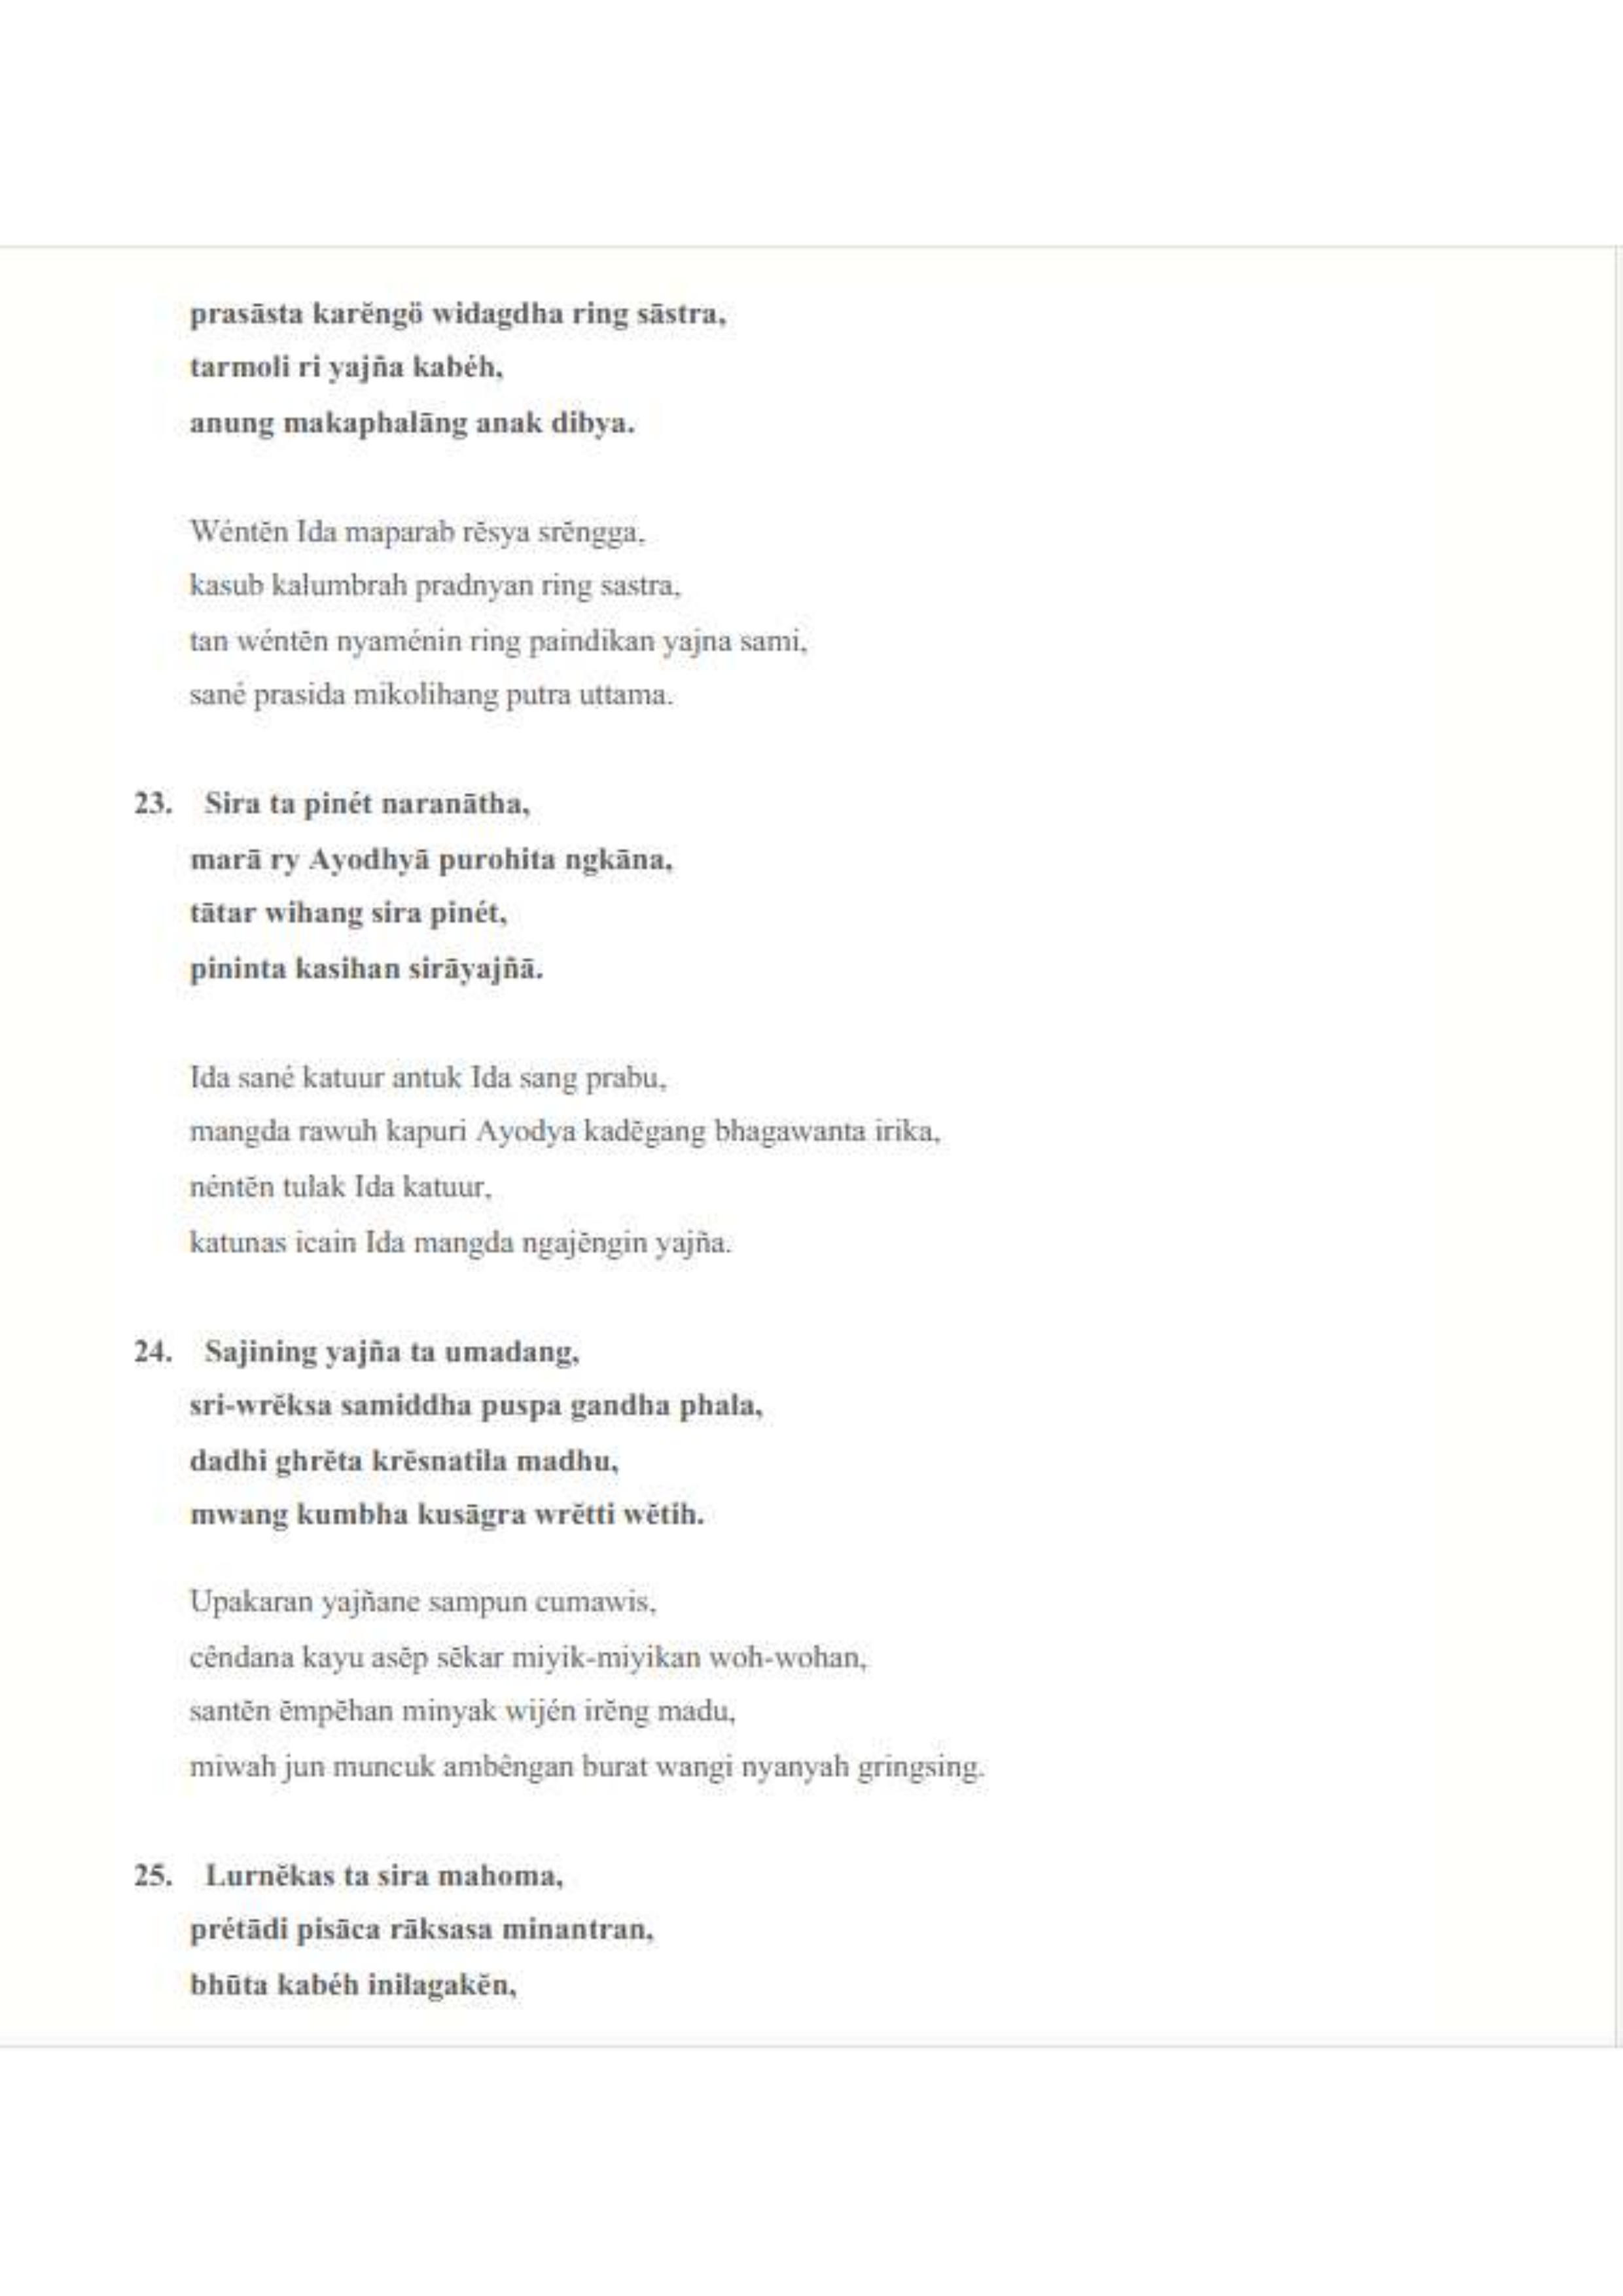 prasāsta karĕngö widagdha ring sāstra,
tarmoli ri yajña kabéh,
anung makaphalāng anak dibya.
Wéntĕn Ida maparab rĕsya srĕngga,
kasub kalumbrah pradnyan ring sastra,
tan wéntĕn nyaménin ring paindikan yajna sami,
sané prasida mikolihang putra uttama.
23. Sira ta pinét naranātha,
marā ry Ayodhyā purohita ngkāna,
tātar wihang sira pinét,
pininta kasihan sirāyajñā.
Ida sané katuur antuk Ida sang prabu,
mangda rawuh kapuri Ayodya kadĕgang bhagawanta irika,
néntĕn tulak Ida katuur,
katunas icain Ida mangda ngajĕngin yajña.
24. Sajining yajña ta umadang,
sri-wrĕksa samiddha puspa gandha phala,
dadhi ghrĕta krĕsnatila madhu,
mwang kumbha kusāgra wrĕtti wĕtih.
Upakaran yajñane sampun cumawis,
cêndana kayu asĕp sĕkar miyik-miyikan woh-wohan,
santĕn ĕmpĕhan minyak wijén irĕng madu,
miwah jun muncuk ambêngan burat wangi nyanyah gringsing.
25. Lurnĕkas ta sira mahoma,
prétādi pisāca rāksasa minantran,
bhūta kabéh inilagakĕn,